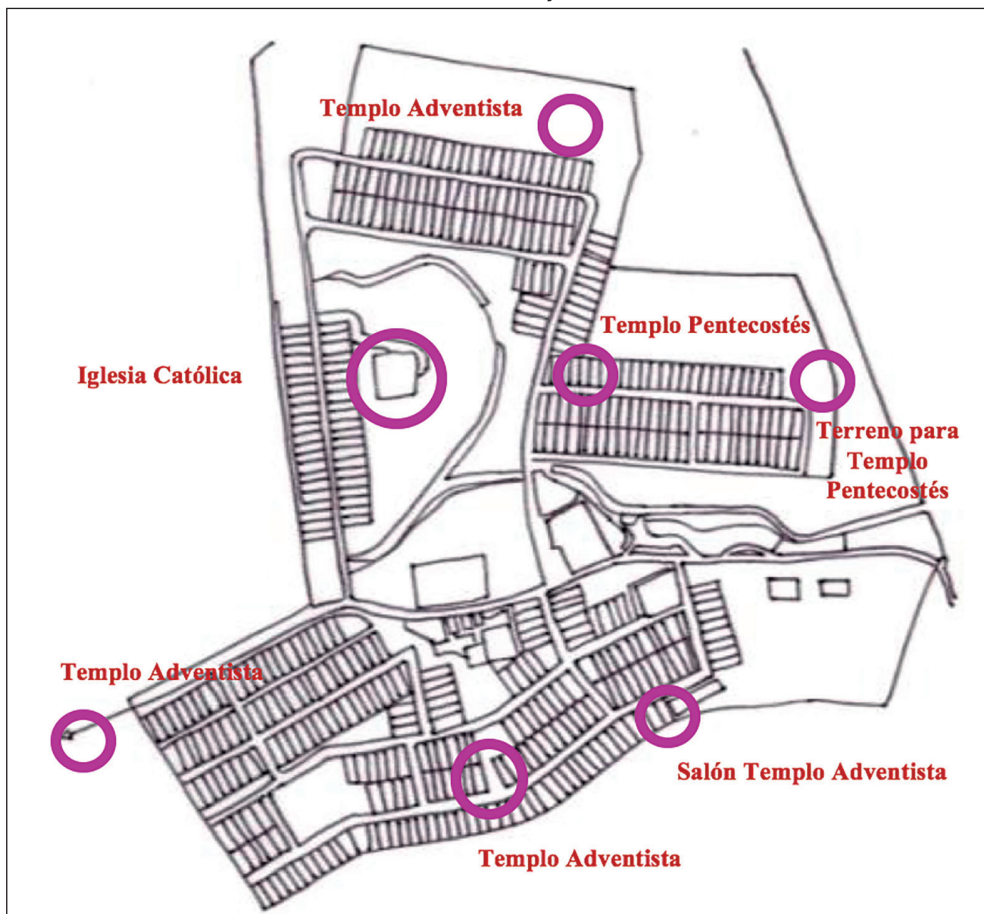 Templo Adventista
Templo Pentecostés
Iglesia Católica
Terreno para
Templo
Pentecostés
Templo Adventista
Salón Templo Adventista
Templo Adventista